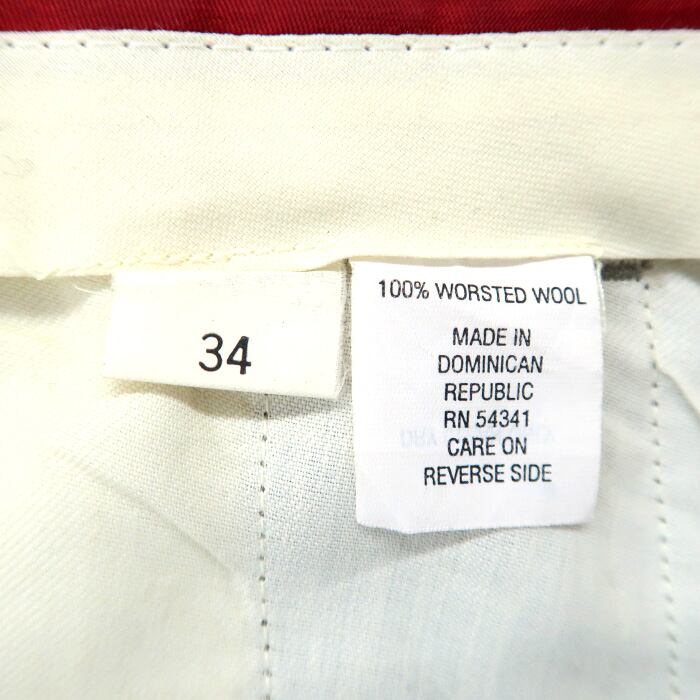 34
100% WORSTED WOOL
MADE IN
DOMINICAN
REPUBLIC
RN 54341
CARE ON
REVERSE SIDE